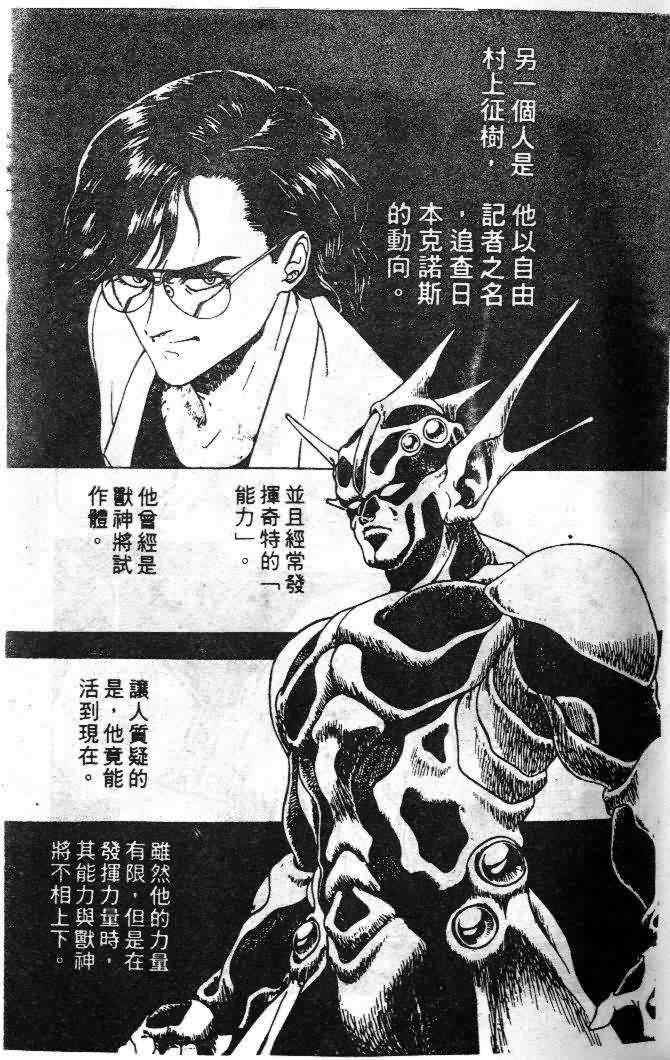 另一個人是
村上征樹，
他以自由
記者之名
，追查日
本克諾斯
的動向。
並且經常發
揮奇特的「
能力」。
他曾經是
獸神將試
作體。
讓人質疑的
是，他竟能
活到現在。
雖然他的力量
有限，但是在
發揮力量時，
其能力與獸神
將不相上下。